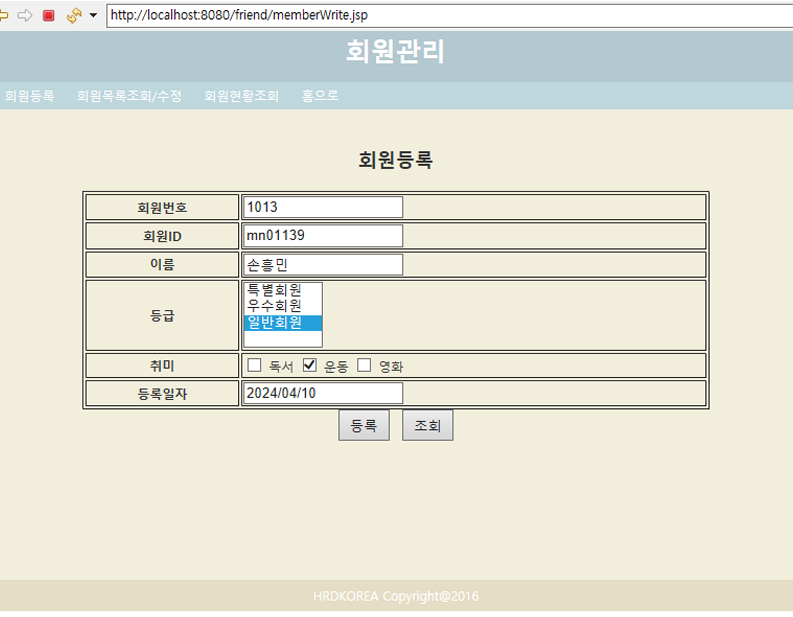 http://localhost:8080/friend/memberWrite.jsp
회원관리
회원등록 회원목록조회/수정 회원현황조회 홈으로
회원등록
회원번호 1013
회원ID mn01139
이름 손흥민
등급 특별회원
우수회원
일반회원
취미 독서 운동 영화
등록일자 2024/04/10
등록 조회
HRDKOREA Copyright@2016